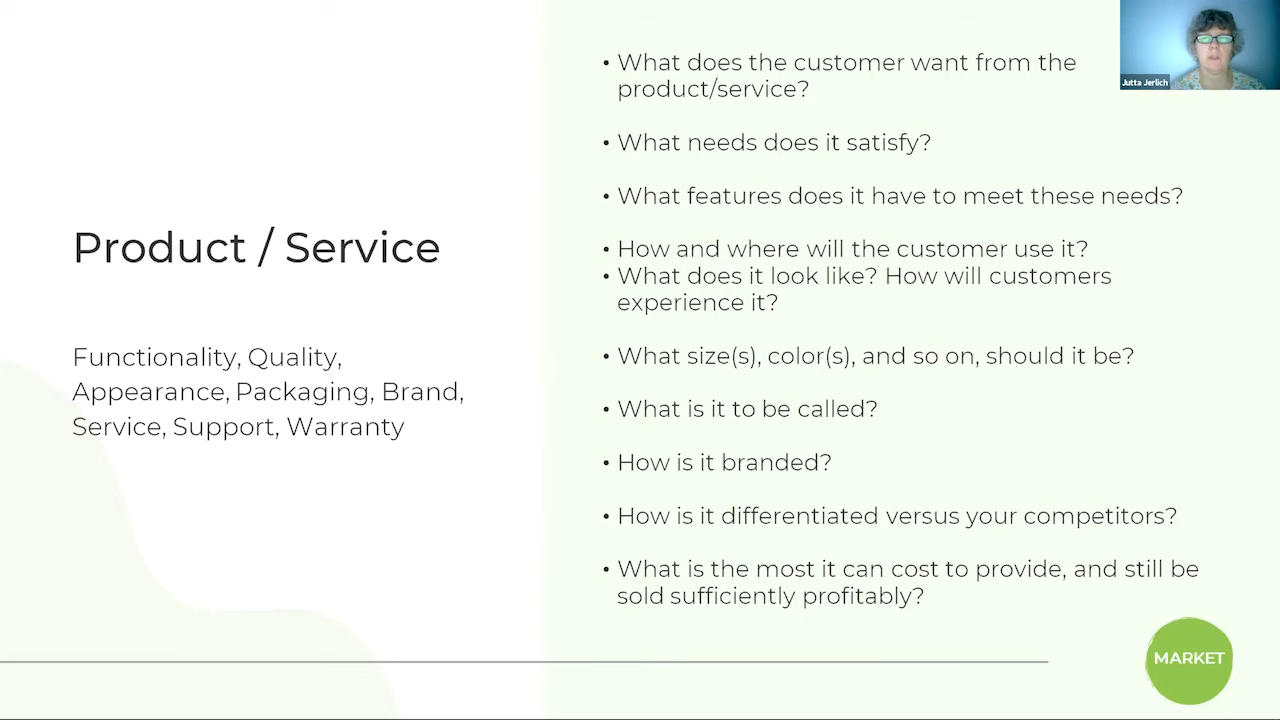 Product / Service
Functionality, Quality,
Appearance, Packaging, Brand,
Service, Support, Warranty
• What does the customer want from the
product/service?
• What needs does it satisfy?
• What features does it have to meet these needs?
• How and where will the customer use it?
• What does it look like? How will customers
experience it?
• What size(s), color(s), and so on, should it be?
• What is it to be called?
• How is it branded?
• How is it differentiated versus your competitors?
• What is the most it can cost to provide, and still be
sold sufficiently profitably?
MARKET
Jutta Jerlich